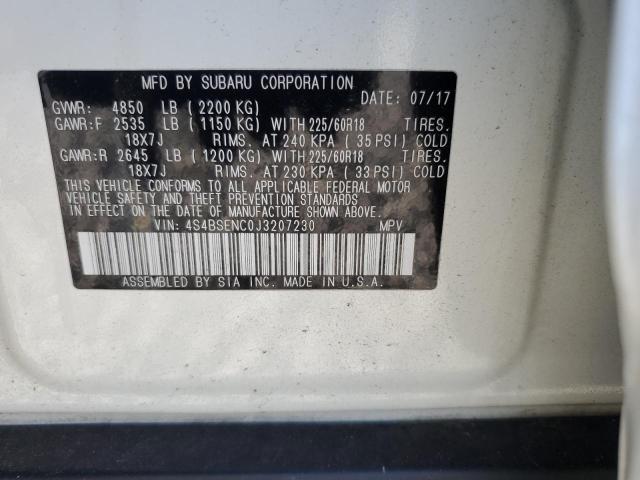 MFD BY SUBARU CORPORATION
DATE: 07/17
GVWR: 4850 LB (2200 KG)
GAWR:F 2535 LB (1150 KG) WITH 225/60R18 TIRES.
18X7J RIMS. AT 240 KPA (35 PSI) COLD
GAWR:R 2645 LB (1200 KG) WITH 225/60R18 TIRES.
18X7J RIMS. AT 230 KPA (33 PSI) COLD
THIS VEHICLE CONFORMS TO ALL APPLICABLE FEDERAL MOTOR
VEHICLE SAFETY AND THEFT PREVENTION STANDARDS
IN EFFECT ON THE DATE OF MANUFACTURE SHOWN ABOVE.
VIN: 4S4BSENC0J3207230 MPV
ASSEMBLED BY SIA INC. MADE IN U.S.A.